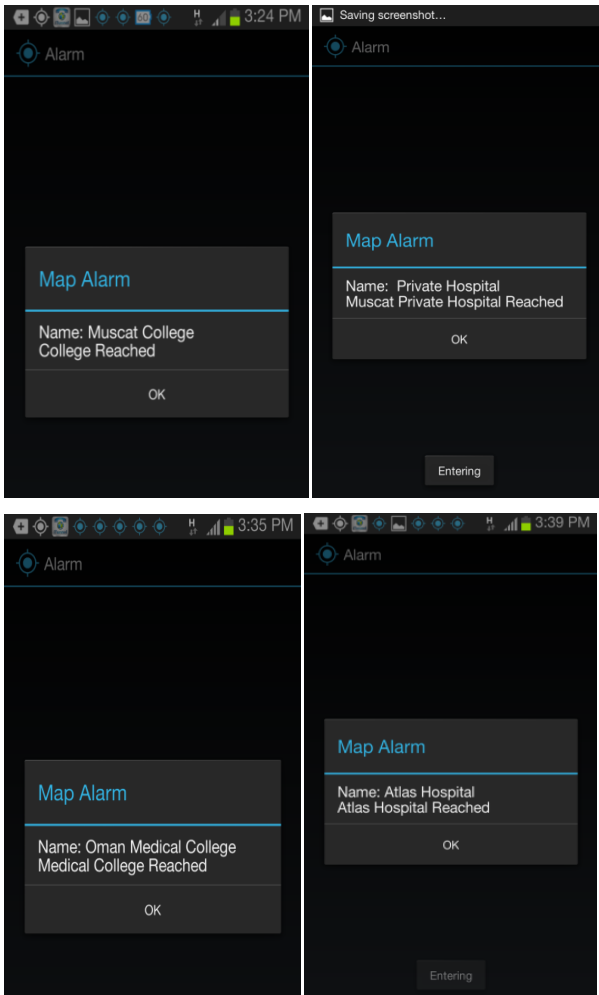 60 H 3:24 PM
Alarm
Map Alarm
Name: Muscat College
College Reached
OK
Saving screenshot...
Alarm
Map Alarm
Name:  Private Hospital
Muscat Private Hospital Reached
OK
Entering
H 3:35 PM
Alarm
Map Alarm
Name: Oman Medical College
Medical College Reached
OK
H 3:39 PM
Alarm
Map Alarm
Name: Atlas Hospital
Atlas Hospital Reached
OK
Entering